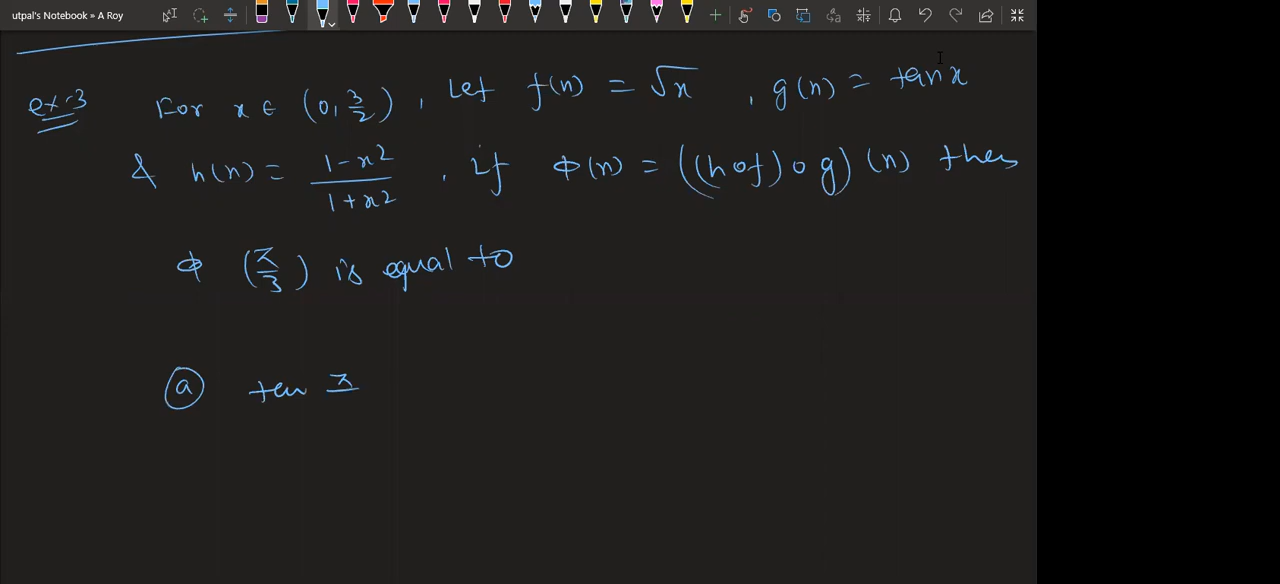 utpal's Notebook » A Roy
ex-3 For x ∈ (0, 3/2), Let f(n) = √x, g(n) = tan x
& h(n) = (1-x²)/(1+x²). if φ(n) = ((hof)og)(n) then
φ(π/3) is equal to
(a) tan π